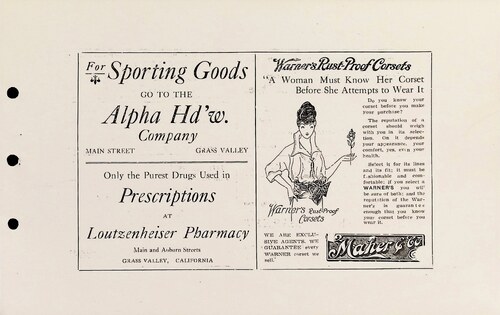 For Sporting Goods
GO TO THE
Alpha Hd'w.
Company
MAIN STREET GRASS VALLEY
Only the Purest Drugs Used in
Prescriptions
AT
Loutzenheiser Pharmacy
Main and Auburn Streets
GRASS VALLEY, CALIFORNIA
Warner's Rust-Proof Corsets
"A Woman Must Know Her Corset
Before She Attempts to Wear It
Do you know your
corset before you make
your purchase?
The reputation of a
corset should weigh
with you in its selec-
tion. On it depends
your appearance, your
comfort, yes, even your
health.
Select it for its lines
and its fit; it must be
fashionable and com-
fortable; if you select a
WARNER'S you will
be sure of both; and the
reputation of the War-
ner's is guarantee
enough that you know
your corset before you
wear it.
Warner's Rust-Proof
Corsets
WE ARE EXCLU-
SIVE AGENTS. WE
GUARANTEE every
WARNER corset we
sell."
Maher & Co